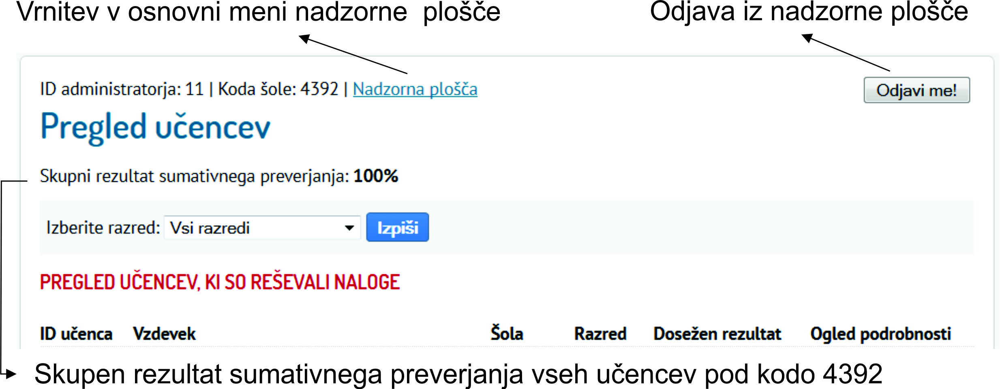 Vrnitev v osnovni meni nadzorne plošče
Odjava iz nadzorne plošče
ID administratorja: 11 | Koda šole: 4392 | Nadzorna plošča
Odjavi me!
Pregled učencev
Skupni rezultat sumativnega preverjanja: 100%
Izberite razred: Vsi razredi Izpiši
PREGLED UČENCEV, KI SO REŠEVALI NALOGE
ID učenca Vzdevek Šola Razred Dosežen rezultat Ogled podrobnosti
Skupen rezultat sumativnega preverjanja vseh učencev pod kodo 4392